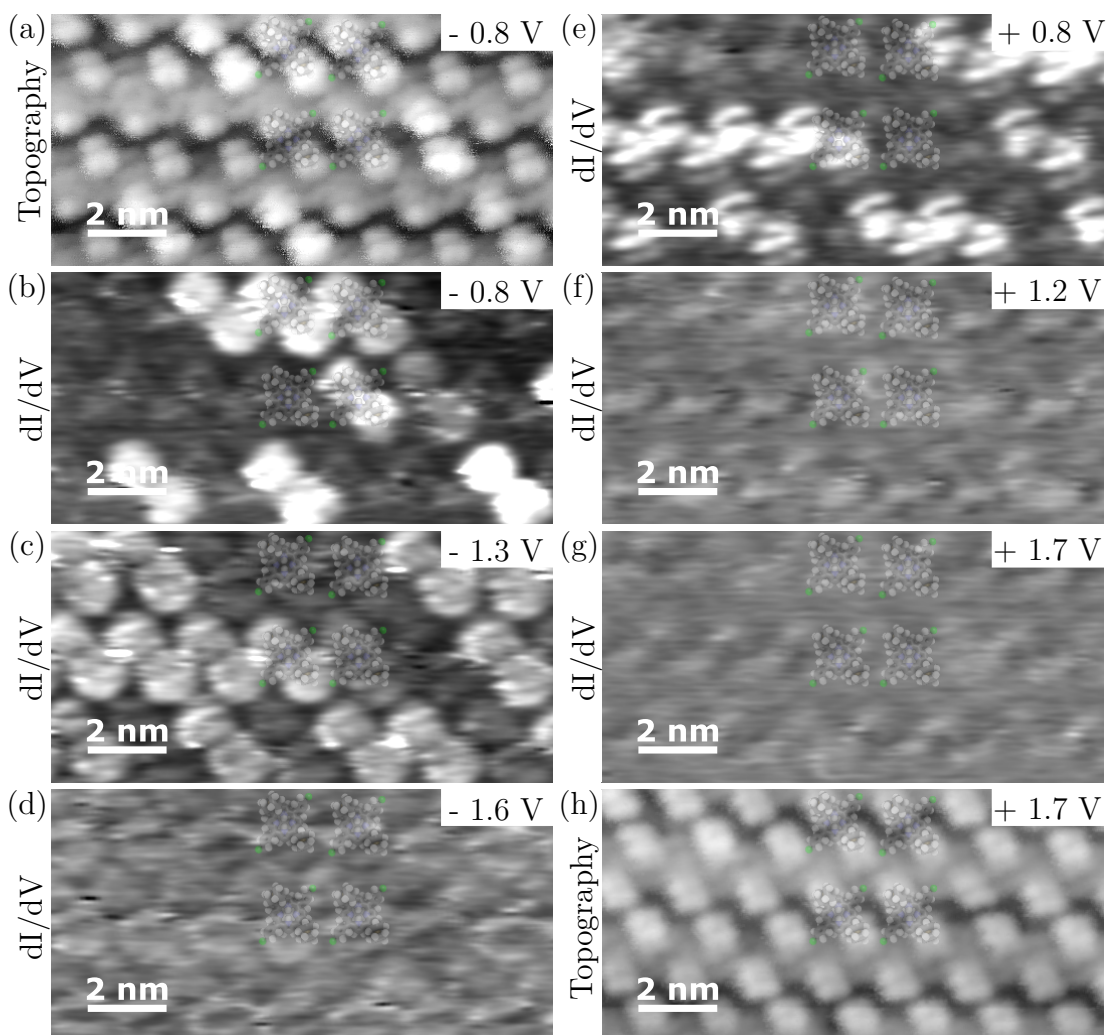 (a)
Topography
- 0.8 V
2 nm
(b)
dI/dV
- 0.8 V
2 nm
(c)
dI/dV
- 1.3 V
2 nm
(d)
dI/dV
- 1.6 V
2 nm
(e)
dI/dV
+ 0.8 V
2 nm
(f)
dI/dV
+ 1.2 V
2 nm
(g)
dI/dV
+ 1.7 V
2 nm
(h)
Topography
+ 1.7 V
2 nm